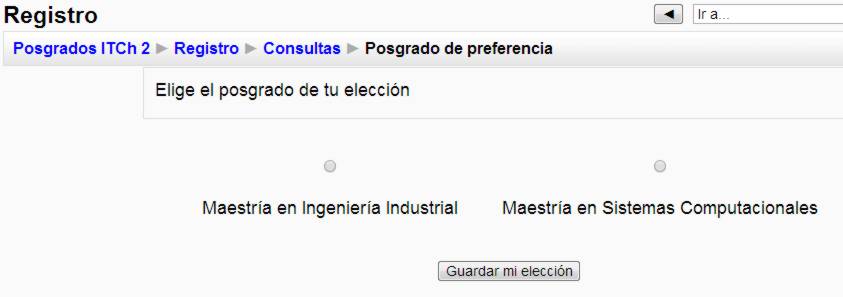 Registro
◄ Ir a...
Posgrados ITCh 2 ► Registro ► Consultas ► Posgrado de preferencia
Elige el posgrado de tu elección
Maestría en Ingeniería Industrial Maestría en Sistemas Computacionales
Guardar mi elección